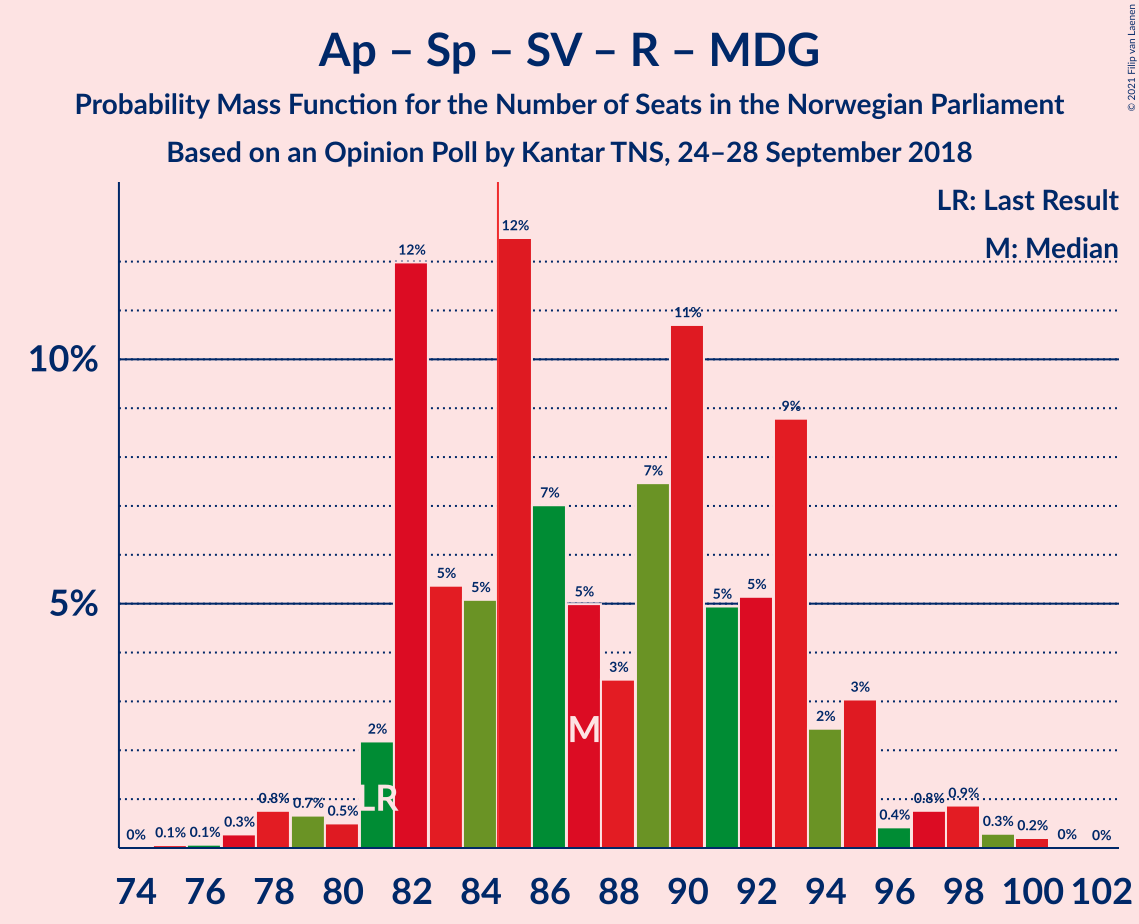 Ap – Sp – SV – R – MDG
Probability Mass Function for the Number of Seats in the Norwegian Parliament
Based on an Opinion Poll by Kantar TNS, 24–28 September 2018
© 2021 Filip van Laenen
LR: Last Result
M: Median
10%
5%
0% 0.1% 0.1% 0.3% 0.8% 0.7% 0.5% 2% 12% 5% 5% 12% 7% 5% 3% 7% 11% 5% 5% 9% 2% 3% 0.4% 0.8% 0.9% 0.3% 0.2% 0% 0%
LR
M
74 76 78 80 82 84 86 88 90 92 94 96 98 100 102